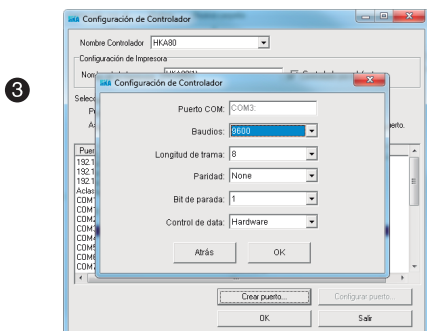 Configuración de Controlador
Nombre Controlador HKA80
Configuración de Impresora
3
Configuración de Controlador
Puerto COM: COM3:
Baudios: 9600
Longitud de trama: 8
Paridad: None
Bit de parada: 1
Control de data: Hardware
Atrás OK
192.1
192.1
192.1
Aclas
COM1
COM1
COM2
COM3
COM4
COM5
COM6
COM7
Crear puerto... Configurar puerto...
OK Salir